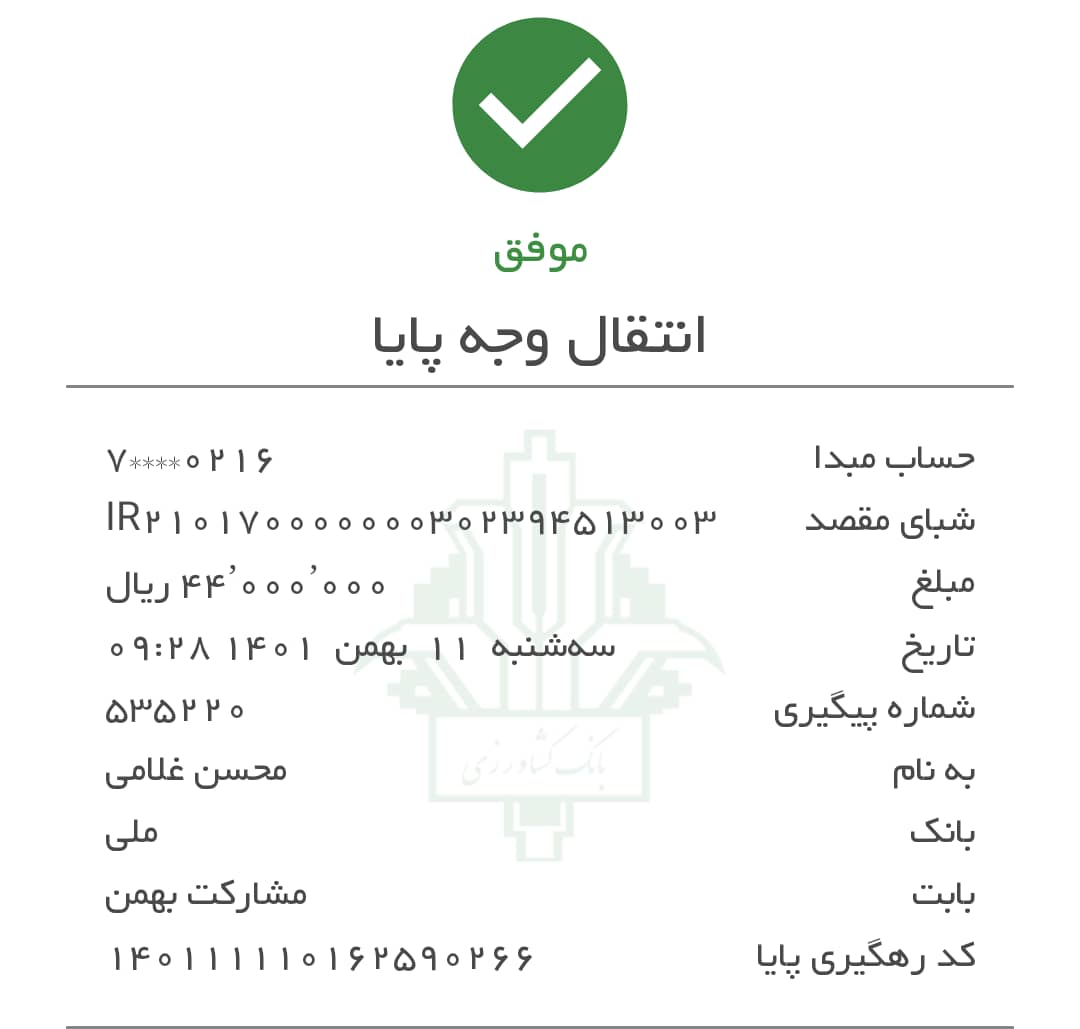 موفق
انتقال وجه پایا
حساب مبدا ۷****۰۲۱۶
شبای مقصد IR۲۱۰۱۷۰۰۰۰۰۰۰۳۰۲۳۹۴۵۱۳۰۰۳
مبلغ ۴۴٬۰۰۰٬۰۰۰ ریال
تاریخ سه‌شنبه ۱۱ بهمن ۱۴۰۱ ۰۹:۲۸
شماره پیگیری ۵۳۵۲۲۰
به نام محسن غلامی
بانک ملی
بانک کشاورزی
بابت مشارکت بهمن
کد رهگیری پایا ۱۴۰۱۱۱۱۱۰۱۶۲۵۹۰۲۶۶